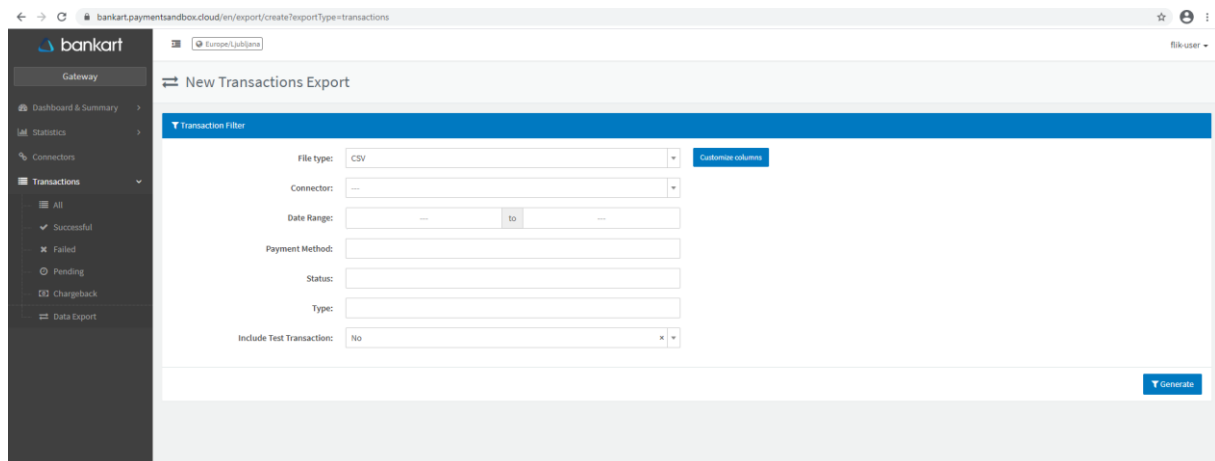 bankart.paymentsandbox.cloud/en/export/create?exportType=transactions
bankart
Europe/Ljubljana
flik-user
Gateway
New Transactions Export
Dashboard & Summary
Statistics
Connectors
Transactions
All
Successful
Failed
Pending
Chargeback
Data Export
Transaction Filter
File type: CSV Customize columns
Connector: ---
Date Range: --- to ---
Payment Method:
Status:
Type:
Include Test Transaction: No
Generate